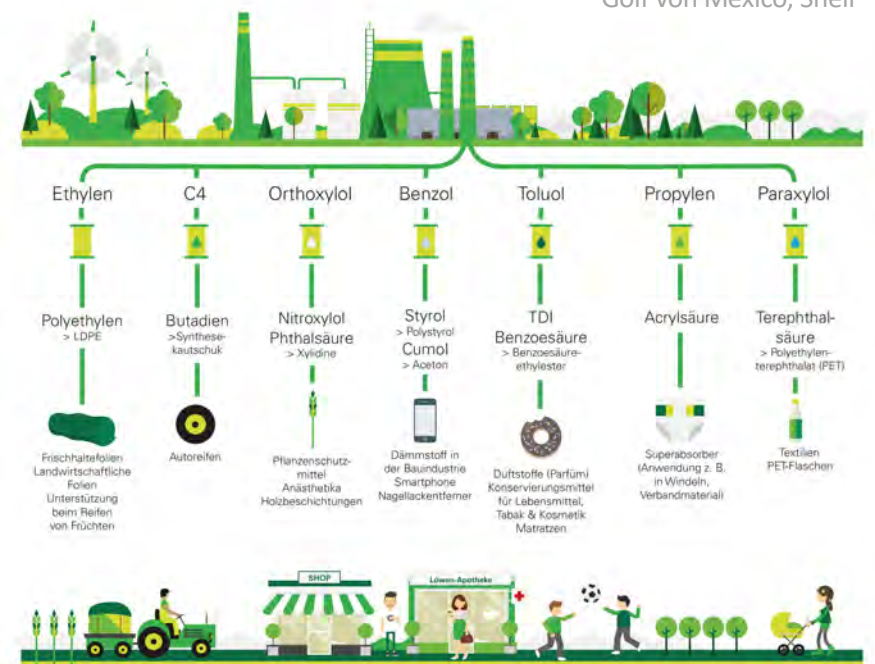 Golf von Mexico, Shell
Ethylen
C4
Orthoxylol
Benzol
Toluol
Propylen
Paraxylol
Polyethylen
> LDPE
Butadien
>Synthese-
kautschuk
Nitroxylol
Phthalsäure
> Xylidine
Styrol
> Polystyrol
Cumol
> Aceton
TDI
Benzoesäure
> Benzoesäure-
ethylester
Acrylsäure
Terephthal-
säure
> Polyethylen-
terephthalat (PET)
Frischhaltefolien
Landwirtschaftliche
Folien
Unterstützung
beim Reifen
von Früchten
Autoreifen
Pflanzenschutz-
mittel
Anästhetika
Holzbeschichtungen
Dämmstoff in
der Bauindustrie
Smartphone
Nagellackentferner
Duftstoffe (Parfüm)
Konservierungsmittel
für Lebensmittel,
Tabak & Kosmetik
Matratzen
Superabsorber
(Anwendung z. B.
in Windeln,
Verbandmaterial)
Textilien
PET-Flaschen
SHOP
Löwen-Apotheke